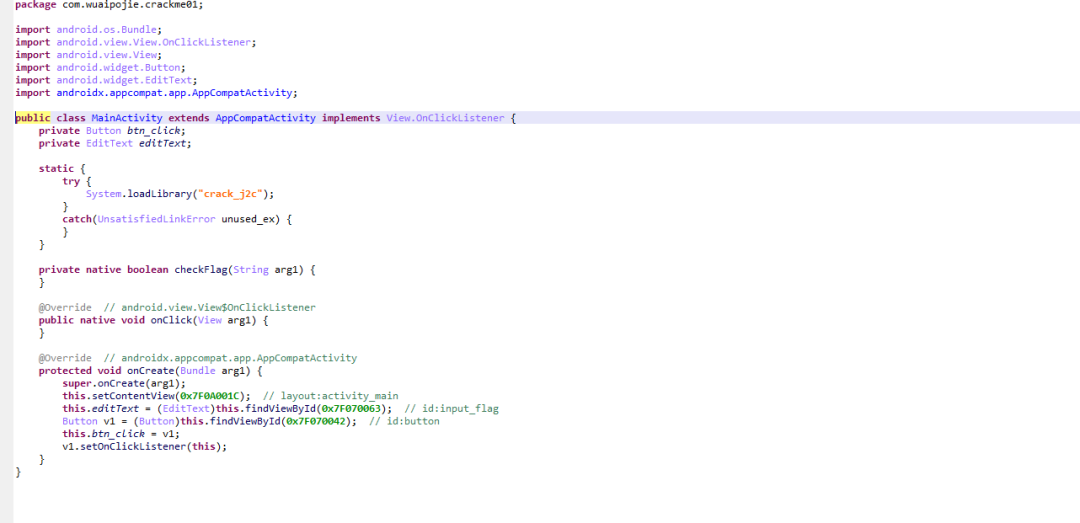 package com.wuaipojie.crackme01;

import android.os.Bundle;
import android.view.View.OnClickListener;
import android.view.View;
import android.widget.Button;
import android.widget.EditText;
import androidx.appcompat.app.AppCompatActivity;

public class MainActivity extends AppCompatActivity implements View.OnClickListener {
    private Button btn_click;
    private EditText editText;

    static {
        try {
            System.loadLibrary("crack_j2c");
        }
        catch(UnsatisfiedLinkError unused_ex) {
        }
    }

    private native boolean checkFlag(String arg1) {
    }

    @Override  // android.view.View$OnClickListener
    public native void onClick(View arg1) {
    }

    @Override  // androidx.appcompat.app.AppCompatActivity
    protected void onCreate(Bundle arg1) {
        super.onCreate(arg1);
        this.setContentView(0x7F0A001C);  // layout:activity_main
        this.editText = (EditText)this.findViewById(0x7F070063);  // id:input_flag
        Button v1 = (Button)this.findViewById(0x7F070042);  // id:button
        this.btn_click = v1;
        v1.setOnClickListener(this);
    }
}